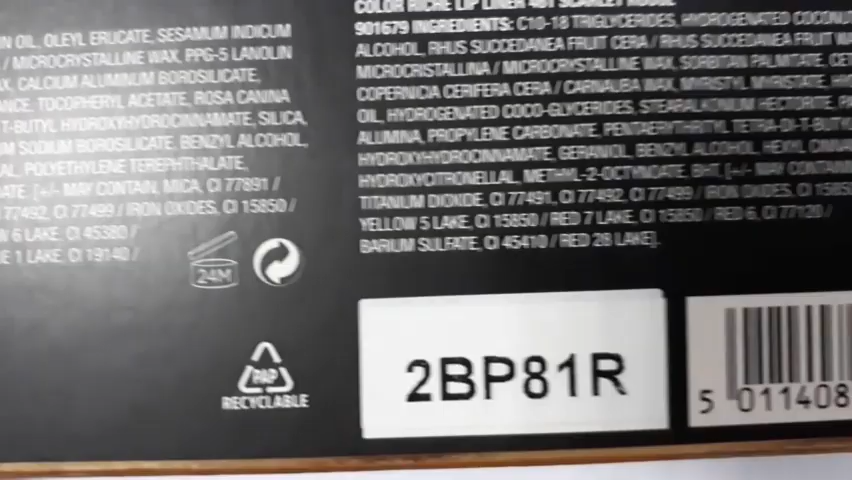 N OIL, OLEYL ERUCATE, SESAMUM INDICUM
/ MICROCRYSTALLINE WAX, PPG-5 LANOLIN
X, CALCIUM ALUMINUM BOROSILICATE,
TOCOPHERYL ACETATE, ROSA CANINA
T-BUTYL HYDROXYHYDROCINNAMATE, SILICA,
M SODIUM BOROSILICATE, BENZYL ALCOHOL,
AL, POLYETHYLENE TEREPHTHALATE,
ATE. [+/- MAY CONTAIN, MICA, CI 77891 /
77492, CI 77499 / IRON OXIDES, CI 15850 /
W 6 LAKE, CI 45380 /
E 1 LAKE, CI 19140 /
24M
PAP
RECYCLABLE
COLOR RICHE LIP LINER 461 SCARLET ROUGE
901679 INGREDIENTS: C10-18 TRIGLYCERIDES, HYDROGENATED COCONU
ALCOHOL, RHUS SUCCEDANEA FRUIT CERA / RHUS SUCCEDANEA FRUIT WA
MICROCRISTALLINA / MICROCRYSTALLINE WAX, SORBITAN PALMITATE, CET
COPERNICIA CERIFERA CERA / CARNAUBA WAX, MYRISTYL MYRISTATE, HY
OIL, HYDROGENATED COCO-GLYCERIDES, STEARALKONIUM HECTORITE, PA
ALUMINA, PROPYLENE CARBONATE, PENTAERYTHRITYL TETRA-DI-T-BUTY
HYDROXYHYDROCINNAMATE, GERANIOL, BENZYL ALCOHOL, HEXYL CINNA
HYDROXYCITRONELLAL, METHYL-2-OCTYNOATE, BHT, [+/- MAY CONTAIN
TITANIUM DIOXIDE, CI 77491, CI 77492, CI 77499 / IRON OXIDES, CI 15850
YELLOW 5 LAKE, CI 15850 / RED 7 LAKE, CI 15850 / RED 6, CI 77120 /
BARIUM SULFATE, CI 45410 / RED 28 LAKE].
2BP81R
5 011408